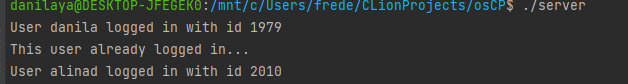 danilaya@DESKTOP-JFEGEK0:/mnt/c/Users/frede/CLionProjects/osCP$ ./server
User danila logged in with id 1979
This user already logged in...
User alinad logged in with id 2010